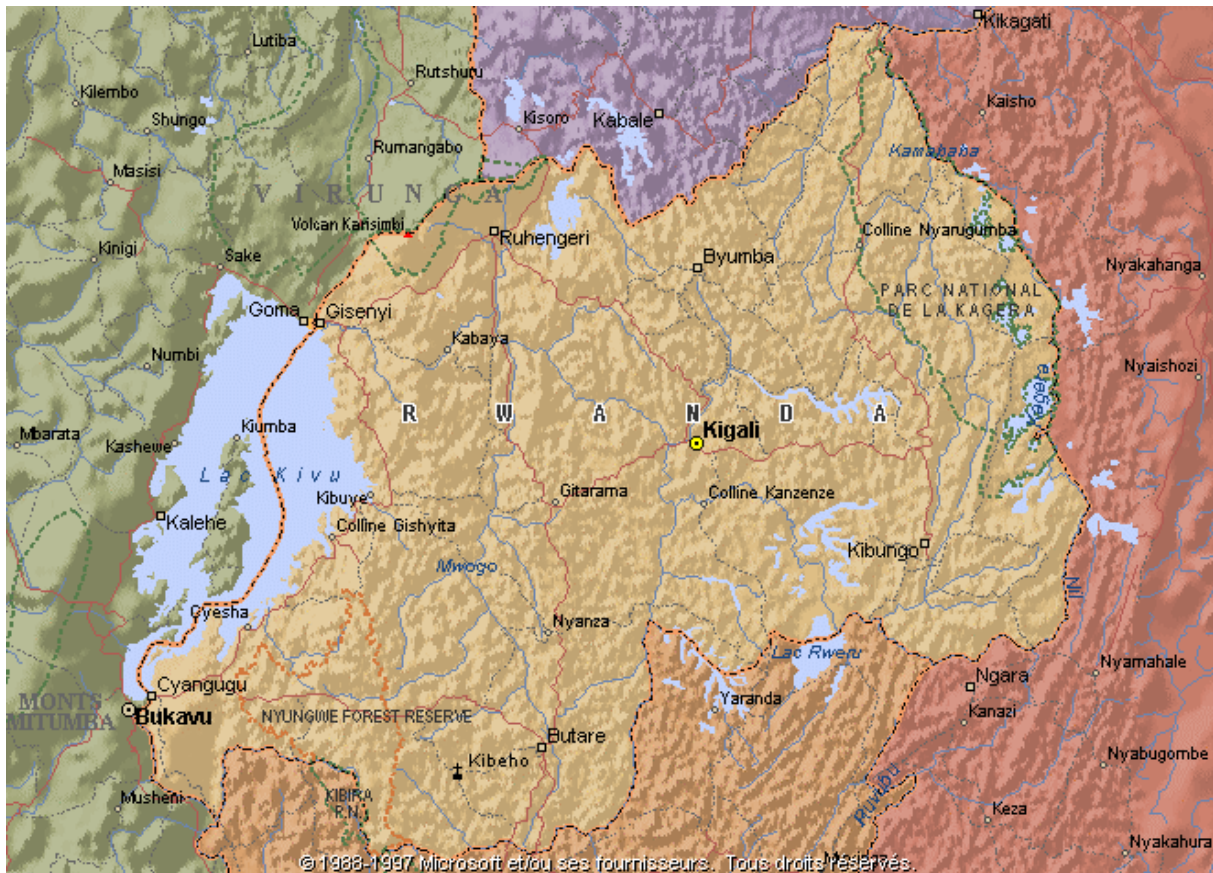 Kikagati
Lutiba
Rutshuru
Kilembo
Kaisho
Shungo
Kisoro
Kabale
Rumangabo
Kamababa
Masisi
VIRUNGA
Volcan Karisimbi
Colline Nyarugumba
Ruhengeri
Kinigi
Sake
Byumba
Nyakahanga
PARC NATIONAL
DE LA KAGERA
Goma
Gisenyi
Kabaya
Numbi
Nyaishozi
RWANDA
Kiumba
Kigali
Mbarata
Kashewe
Lac Kivu
Kibuye
Gitarama
Colline Kanzenze
Kalehe
Colline Gishyita
Kibungo
Mwogo
Nil
Cyesha
Nyanza
Lac Rweru
Nyamahale
Ngara
Cyangugu
MONTS
MITUMBA
Bukavu
NYUNGWE FOREST RESERVE
Yaranda
Kanazi
Butare
Kibeho
Nyabugombe
Musheni
KIBIRA
R.N.
Ruvubu
Keza
Nyakahura
© 1988-1997 Microsoft et/ou ses fournisseurs. Tous droits réservés.